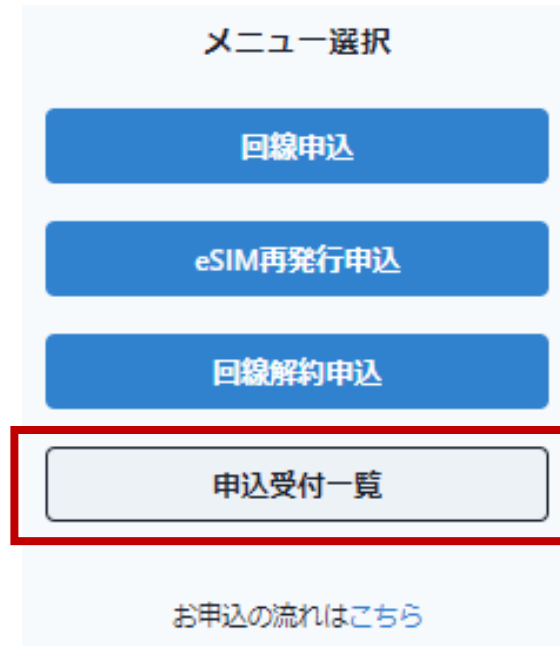 メニュー選択
回線申込
eSIM再発行申込
回線解約申込
申込受付一覧
お申込の流れはこちら